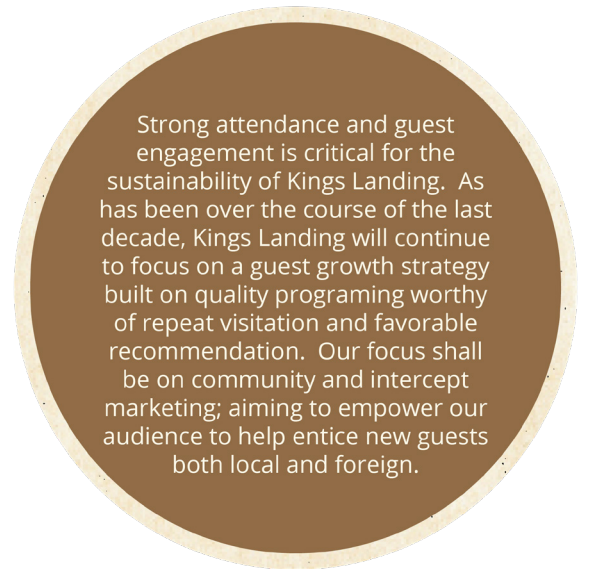 Strong attendance and guest
engagement is critical for the
sustainability of Kings Landing.  As
has been over the course of the last
decade, Kings Landing will continue
to focus on a guest growth strategy
built on quality programing worthy
of repeat visitation and favorable
recommendation.  Our focus shall
be on community and intercept
marketing; aiming to empower our
audience to help entice new guests
both local and foreign.